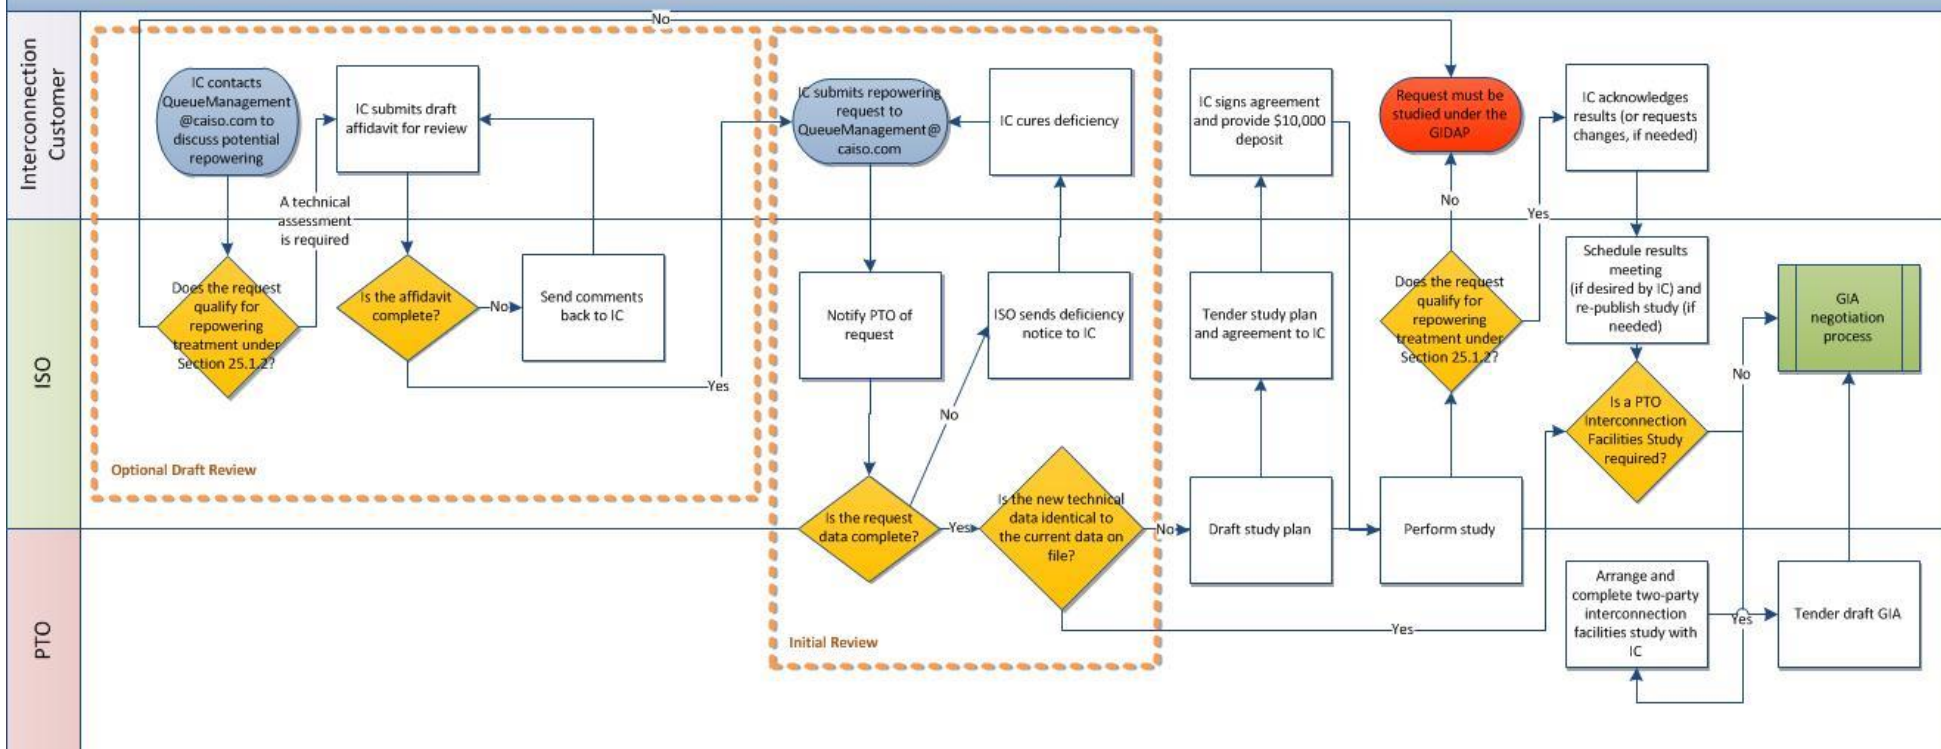 Interconnection
Customer
ISO
PTO
No
IC contacts
QueueManagement
@caiso.com to
discuss potential
repowering
IC submits draft
affidavit for review
A technical
assessment
is required
Does the request
qualify for
repowering
treatment under
Section 25.1.2?
Is the affidavit
complete?
No
Send comments
back to IC
Yes
Optional Draft Review
IC submits repowering
request to
QueueManagement@
caiso.com
IC cures deficiency
Notify PTO of
request
ISO sends deficiency
notice to IC
No
Is the request
data complete?
Yes
Is the new technical
data identical to
the current data on
file?
No
Yes
Initial Review
IC signs agreement
and provide $10,000
deposit
Tender study plan
and agreement to IC
Draft study plan
Request must be
studied under the
GIDAP
No
Does the request
qualify for
repowering
treatment under
Section 25.1.2?
Yes
Perform study
IC acknowledges
results (or requests
changes, if needed)
Schedule results
meeting
(if desired by IC) and
re-publish study (if
needed)
Is a PTO
Interconnection
Facilities Study
required?
No
Yes
Arrange and
complete two-party
interconnection
facilities study with
IC
GIA
negotiation
process
Tender draft GIA